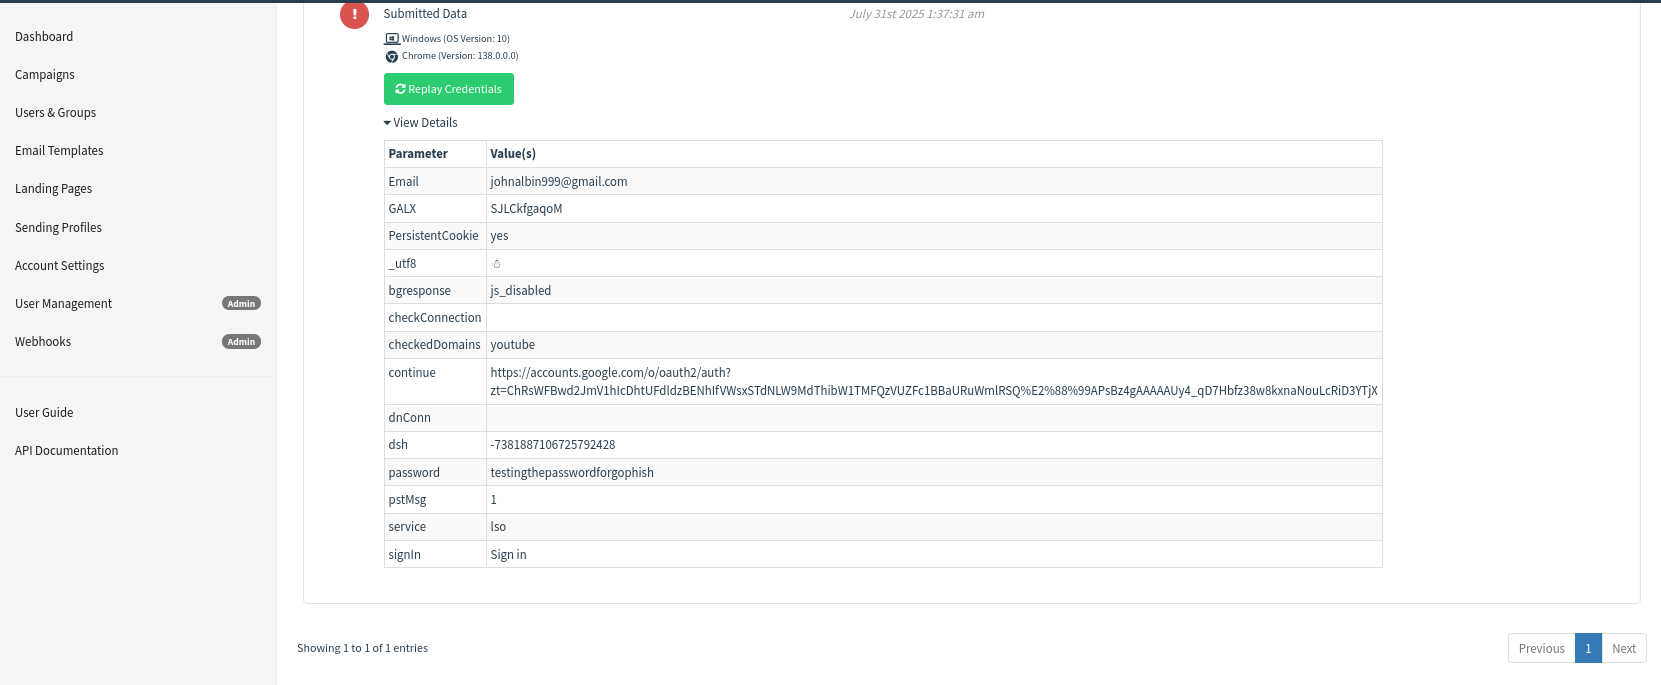 Dashboard
Campaigns
Users & Groups
Email Templates
Landing Pages
Sending Profiles
Account Settings
User Management Admin
Webhooks Admin
User Guide
API Documentation
! Submitted Data July 31st 2025 1:37:31 am
Windows (OS Version: 10)
Chrome (Version: 138.0.0.0)
Replay Credentials
View Details
Parameter Value(s)
Email johnalbin999@gmail.com
GALX SJLCkfgaqoM
PersistentCookie yes
_utf8 ☃
bgresponse js_disabled
checkConnection
checkedDomains youtube
continue https://accounts.google.com/o/oauth2/auth?
zt=ChRsWFBwd2JmV1hIcDhtUFdldzBENhIfVWsxSTdNLW9MdThibW1TMFQzVUZFc1BBaURuWmlRSQ%E2%88%99APsBz4gAAAAAUy4_qD7Hbfz38w8kxnaNouLcRiD3YTjX
dnConn
dsh -7381887106725792428
password testingthepasswordforgophish
pstMsg 1
service lso
signIn Sign in
Showing 1 to 1 of 1 entries
Previous 1 Next